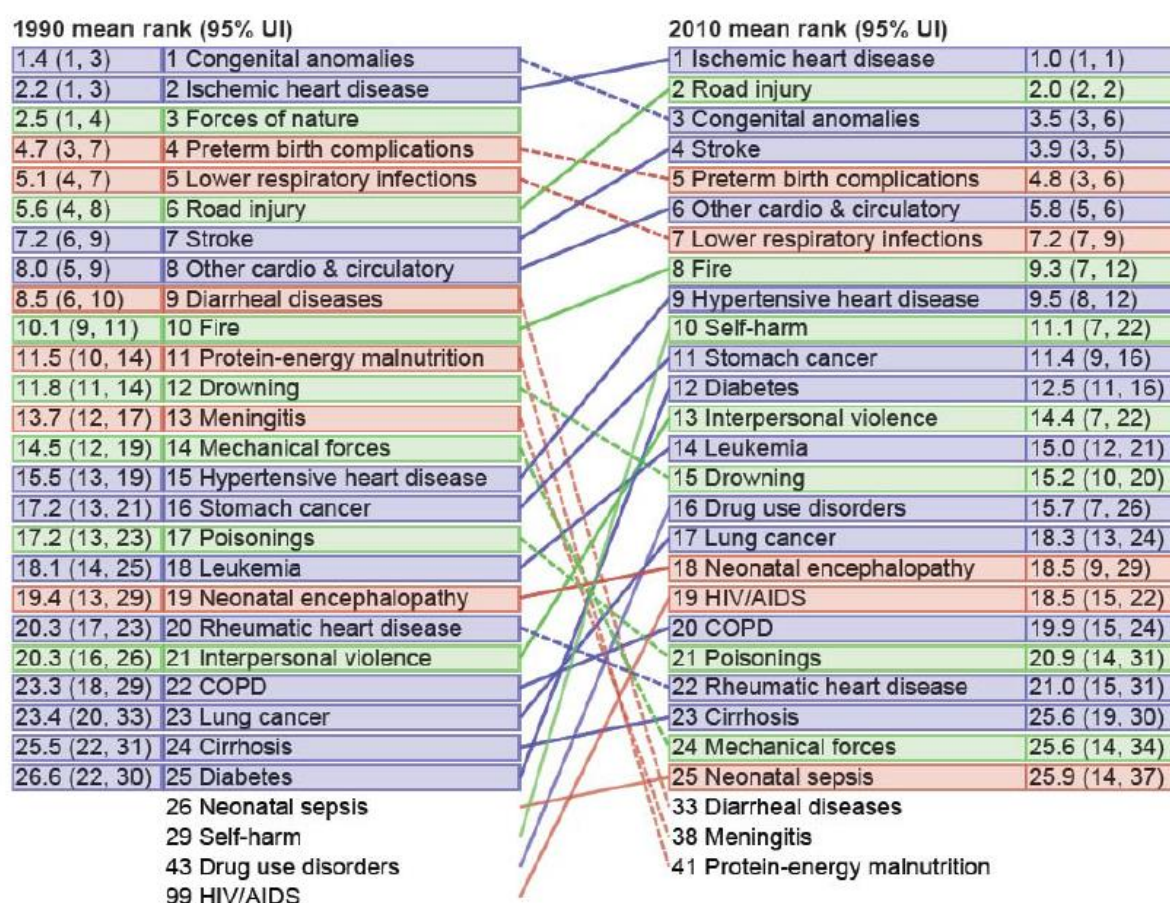 1990 mean rank (95% UI) 2010 mean rank (95% UI)
1.4 (1, 3) 1 Congenital anomalies 1 Ischemic heart disease 1.0 (1, 1)
2.2 (1, 3) 2 Ischemic heart disease 2 Road injury 2.0 (2, 2)
2.5 (1, 4) 3 Forces of nature 3 Congenital anomalies 3.5 (3, 6)
4.7 (3, 7) 4 Preterm birth complications 4 Stroke 3.9 (3, 5)
5.1 (4, 7) 5 Lower respiratory infections 5 Preterm birth complications 4.8 (3, 6)
5.6 (4, 8) 6 Road injury 6 Other cardio & circulatory 5.8 (5, 6)
7.2 (6, 9) 7 Stroke 7 Lower respiratory infections 7.2 (7, 9)
8.0 (5, 9) 8 Other cardio & circulatory 8 Fire 9.3 (7, 12)
8.5 (6, 10) 9 Diarrheal diseases 9 Hypertensive heart disease 9.5 (8, 12)
10.1 (9, 11) 10 Fire 10 Self-harm 11.1 (7, 22)
11.5 (10, 14) 11 Protein-energy malnutrition 11 Stomach cancer 11.4 (9, 16)
11.8 (11, 14) 12 Drowning 12 Diabetes 12.5 (11, 16)
13.7 (12, 17) 13 Meningitis 13 Interpersonal violence 14.4 (7, 22)
14.5 (12, 19) 14 Mechanical forces 14 Leukemia 15.0 (12, 21)
15.5 (13, 19) 15 Hypertensive heart disease 15 Drowning 15.2 (10, 20)
17.2 (13, 21) 16 Stomach cancer 16 Drug use disorders 15.7 (7, 26)
17.2 (13, 23) 17 Poisonings 17 Lung cancer 18.3 (13, 24)
18.1 (14, 25) 18 Leukemia 18 Neonatal encephalopathy 18.5 (9, 29)
19.4 (13, 29) 19 Neonatal encephalopathy 19 HIV/AIDS 18.5 (15, 22)
20.3 (17, 23) 20 Rheumatic heart disease 20 COPD 19.9 (15, 24)
20.3 (16, 26) 21 Interpersonal violence 21 Poisonings 20.9 (14, 31)
23.3 (18, 29) 22 COPD 22 Rheumatic heart disease 21.0 (15, 31)
23.4 (20, 33) 23 Lung cancer 23 Cirrhosis 25.6 (19, 30)
25.5 (22, 31) 24 Cirrhosis 24 Mechanical forces 25.6 (14, 34)
26.6 (22, 30) 25 Diabetes 25 Neonatal sepsis 25.9 (14, 37)
26 Neonatal sepsis 33 Diarrheal diseases
29 Self-harm 38 Meningitis
43 Drug use disorders 41 Protein-energy malnutrition
99 HIV/AIDS